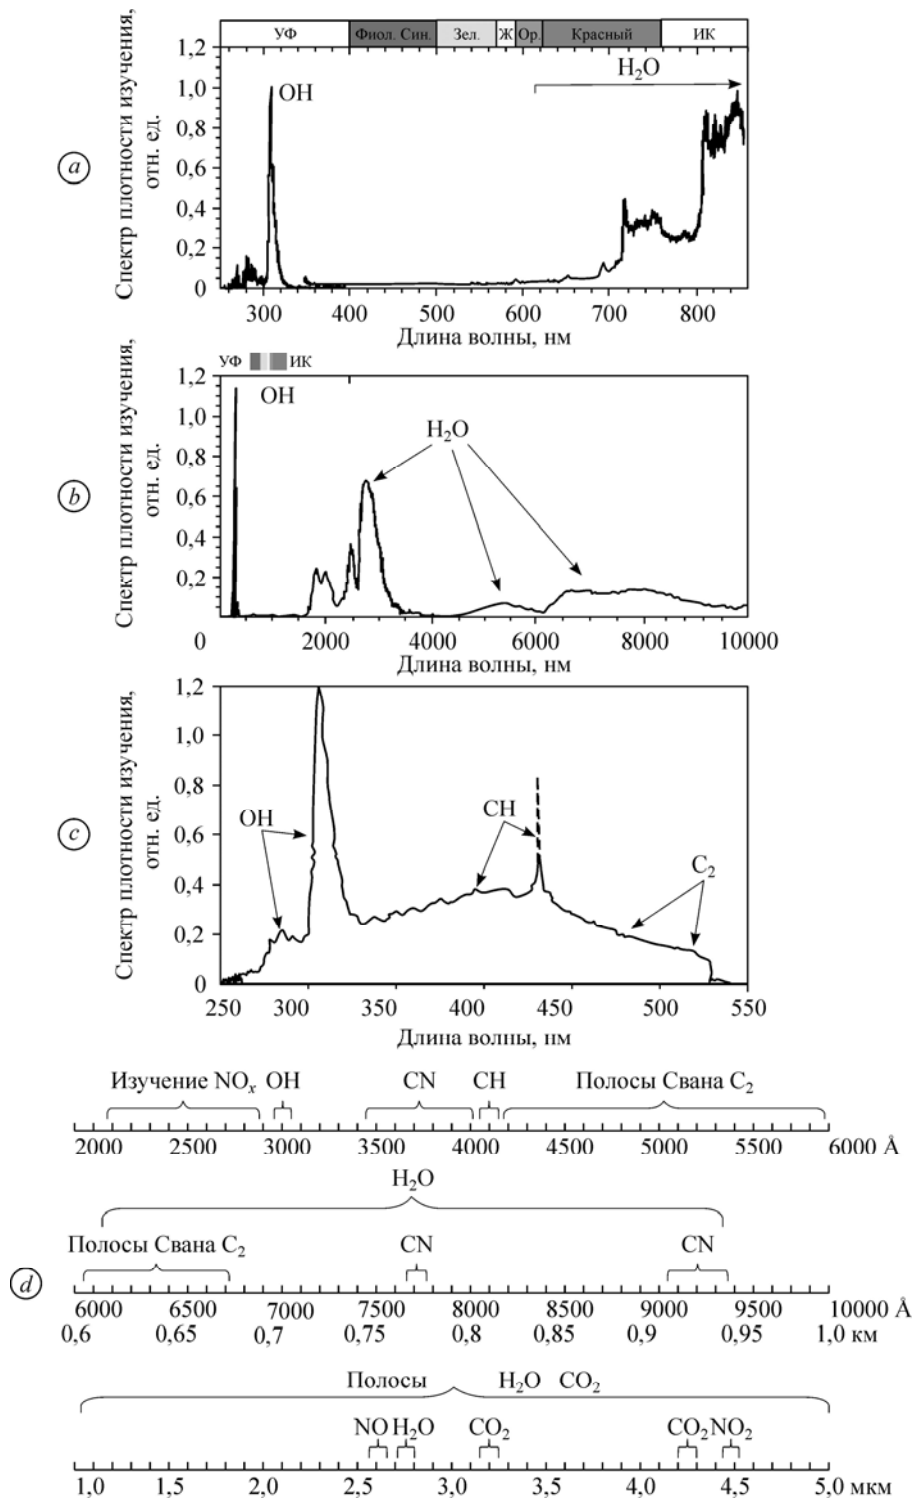 УФ Фиол. Син. Зел. Ж Ор. Красный ИК
Спектр плотности изучения,
отн. ед.
1,2
1,0
0,8
0,6
0,4
0,2
0
OH
H₂O
a
300 400 500 600 700 800
Длина волны, нм
УФ ИК
Спектр плотности изучения,
отн. ед.
1,2
1,0
0,8
0,6
0,4
0,2
OH
H₂O
b
0 2000 4000 6000 8000 10000
Длина волны, нм
Спектр плотности изучения,
отн. ед.
1,2
1,0
0,8
0,6
0,4
0,2
0
OH
CH
C₂
c
250 300 350 400 450 500 550
Длина волны, нм
Изучение NOₓ OH CN CH Полосы Свана C₂
2000 2500 3000 3500 4000 4500 5000 5500 6000 Å
H₂O
Полосы Свана C₂ CN CN
d
6000 6500 7000 7500 8000 8500 9000 9500 10000 Å
0,6 0,65 0,7 0,75 0,8 0,85 0,9 0,95 1,0 км
Полосы H₂O CO₂
NO H₂O CO₂ CO₂ NO₂
1,0 1,5 2,0 2,5 3,0 3,5 4,0 4,5 5,0 мкм